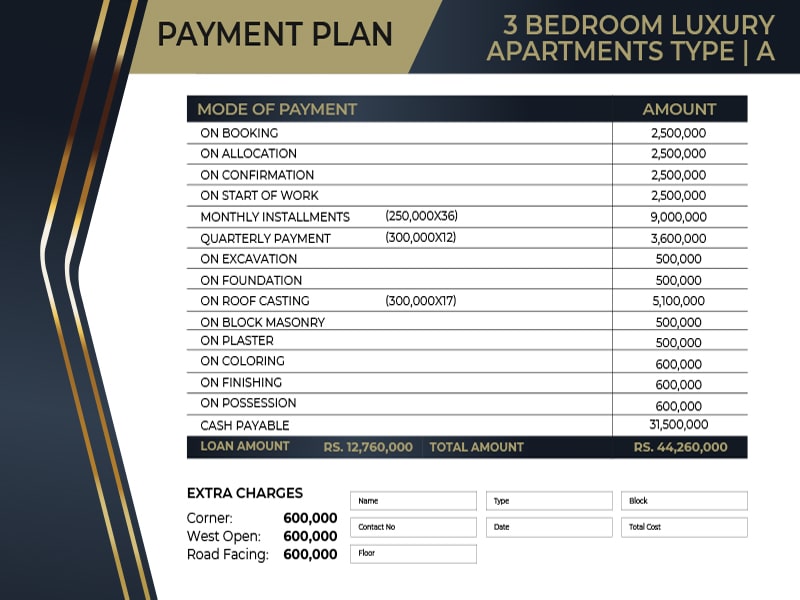 PAYMENT PLAN
3 BEDROOM LUXURY
APARTMENTS TYPE | A
MODE OF PAYMENT AMOUNT
ON BOOKING 2,500,000
ON ALLOCATION 2,500,000
ON CONFIRMATION 2,500,000
ON START OF WORK 2,500,000
MONTHLY INSTALLMENTS (250,000X36) 9,000,000
QUARTERLY PAYMENT (300,000X12) 3,600,000
ON EXCAVATION 500,000
ON FOUNDATION 500,000
ON ROOF CASTING (300,000X17) 5,100,000
ON BLOCK MASONRY 500,000
ON PLASTER 500,000
ON COLORING 600,000
ON FINISHING 600,000
ON POSSESSION 600,000
CASH PAYABLE 31,500,000
LOAN AMOUNT RS. 12,760,000 TOTAL AMOUNT RS. 44,260,000
EXTRA CHARGES
Corner: 600,000
West Open: 600,000
Road Facing: 600,000
Name Type Block
Contact No Date Total Cost
Floor